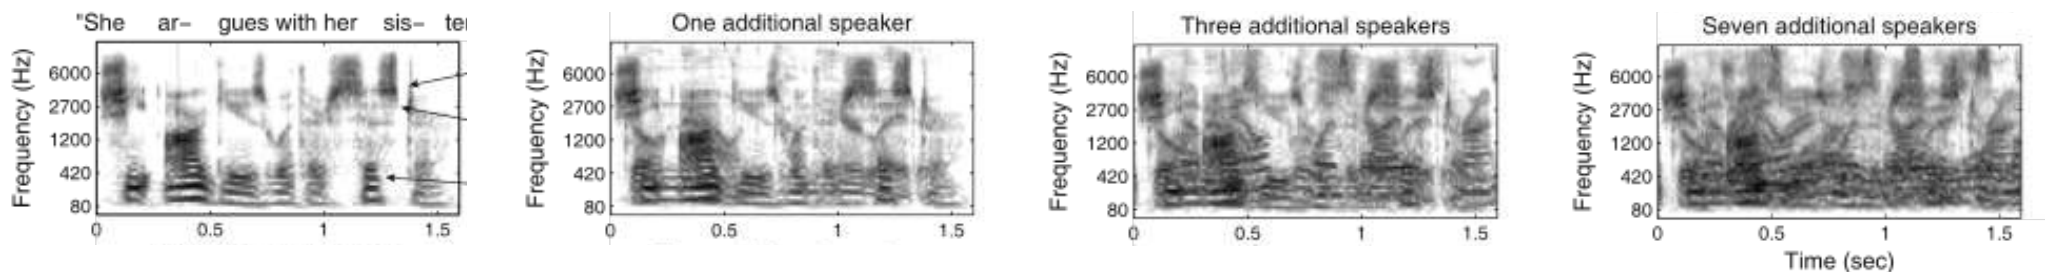 "She ar– gues with her sis– ter
Frequency (Hz)
6000
2700
1200
420
80
0 0.5 1 1.5
One additional speaker
Frequency (Hz)
6000
2700
1200
420
80
0 0.5 1 1.5
Three additional speakers
Frequency (Hz)
6000
2700
1200
420
80
0 0.5 1 1.5
Seven additional speakers
Frequency (Hz)
6000
2700
1200
420
80
0 0.5 1 1.5
Time (sec)